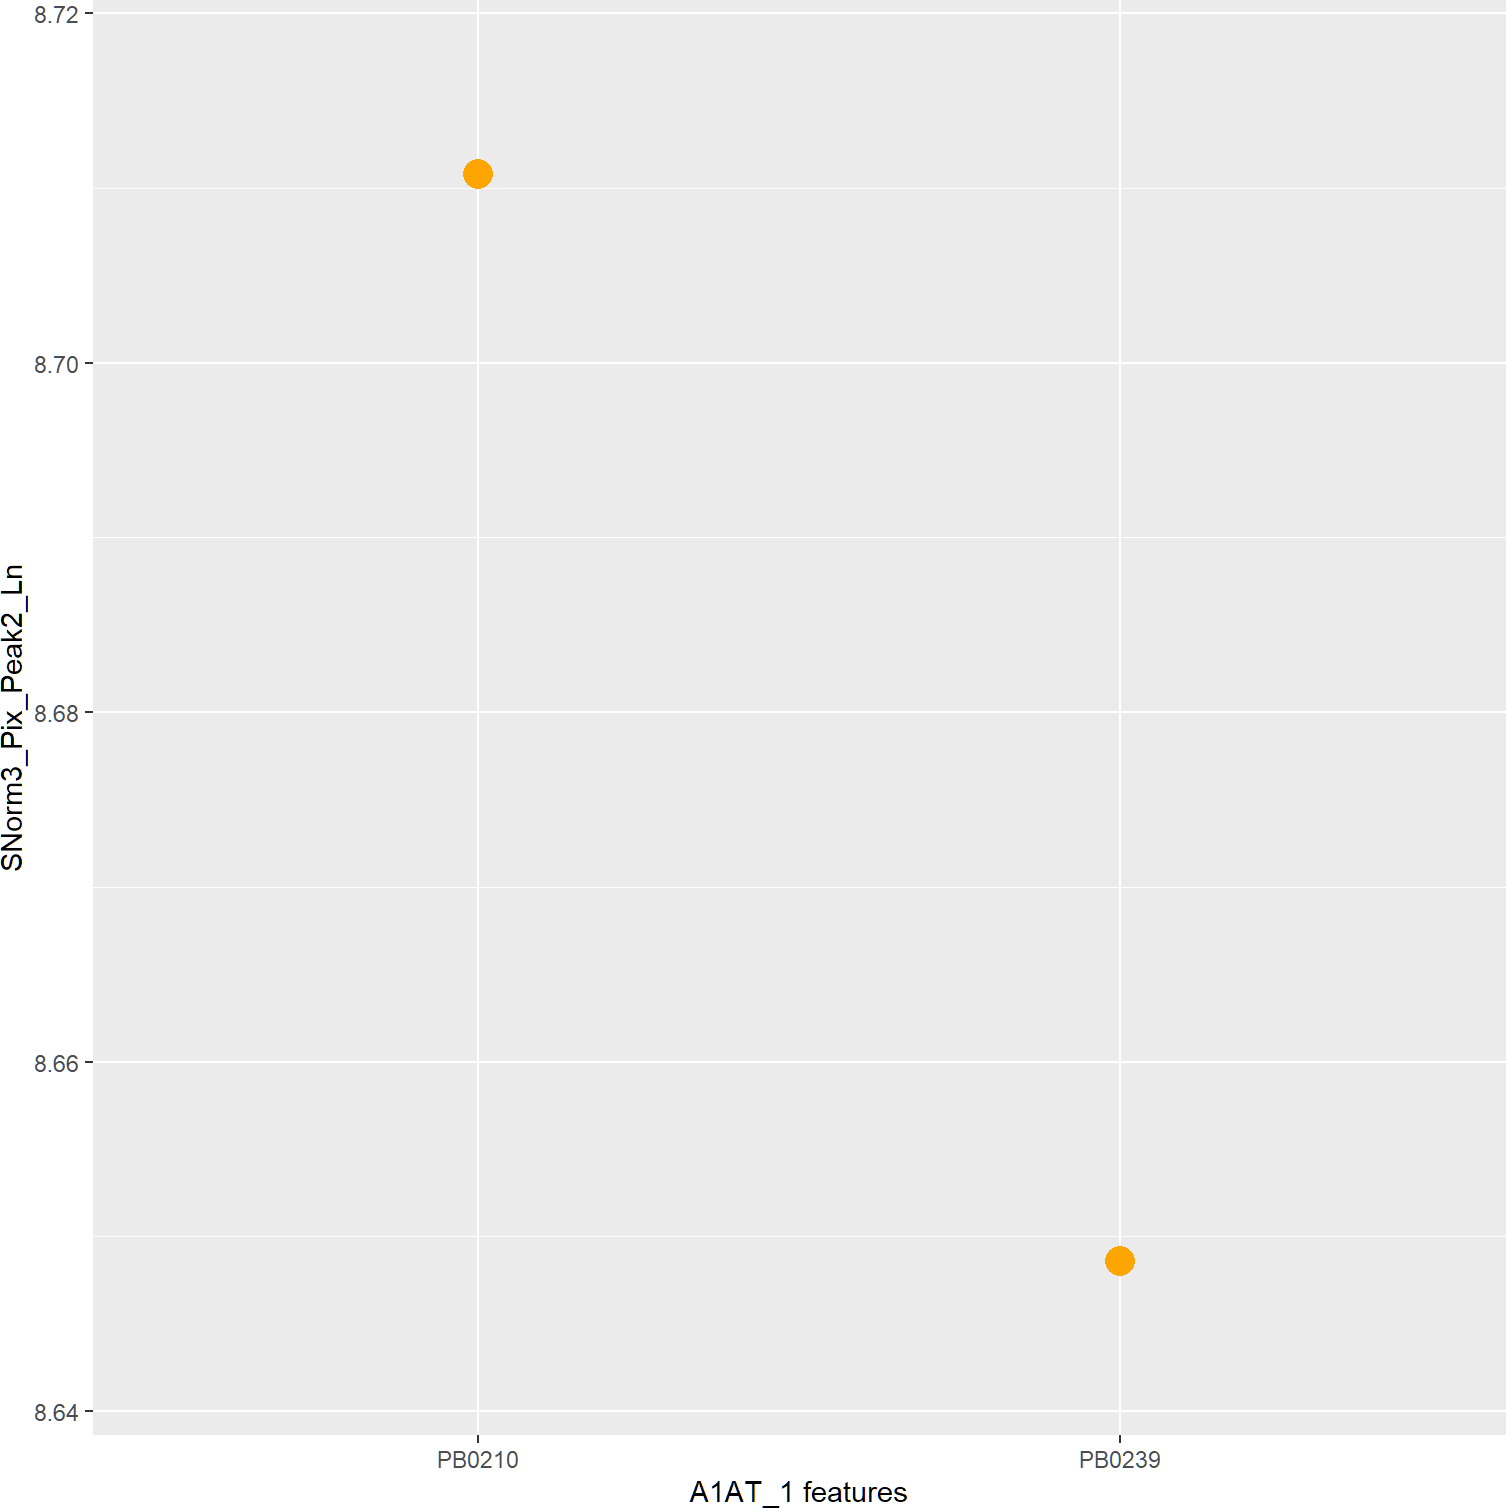 8.72
8.70
8.68
8.66
8.64
SNorm3_Pix_Peak2_Ln
PB0210
PB0239
A1AT_1 features